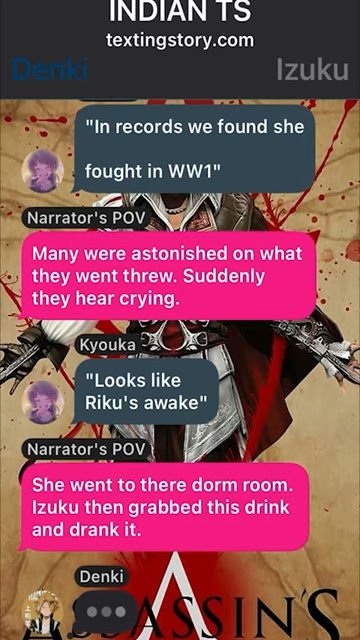 INDIAN TS
textingstory.com
Denki
Izuku
"In records we found she
fought in WW1"
Narrator's POV
Many were astonished on what
they went threw. Suddenly
they hear crying.
Kyouka
"Looks like
Riku's awake"
Narrator's POV
She went to there dorm room.
Izuku then grabbed this drink
and drank it.
Denki
ASSASSIN'S